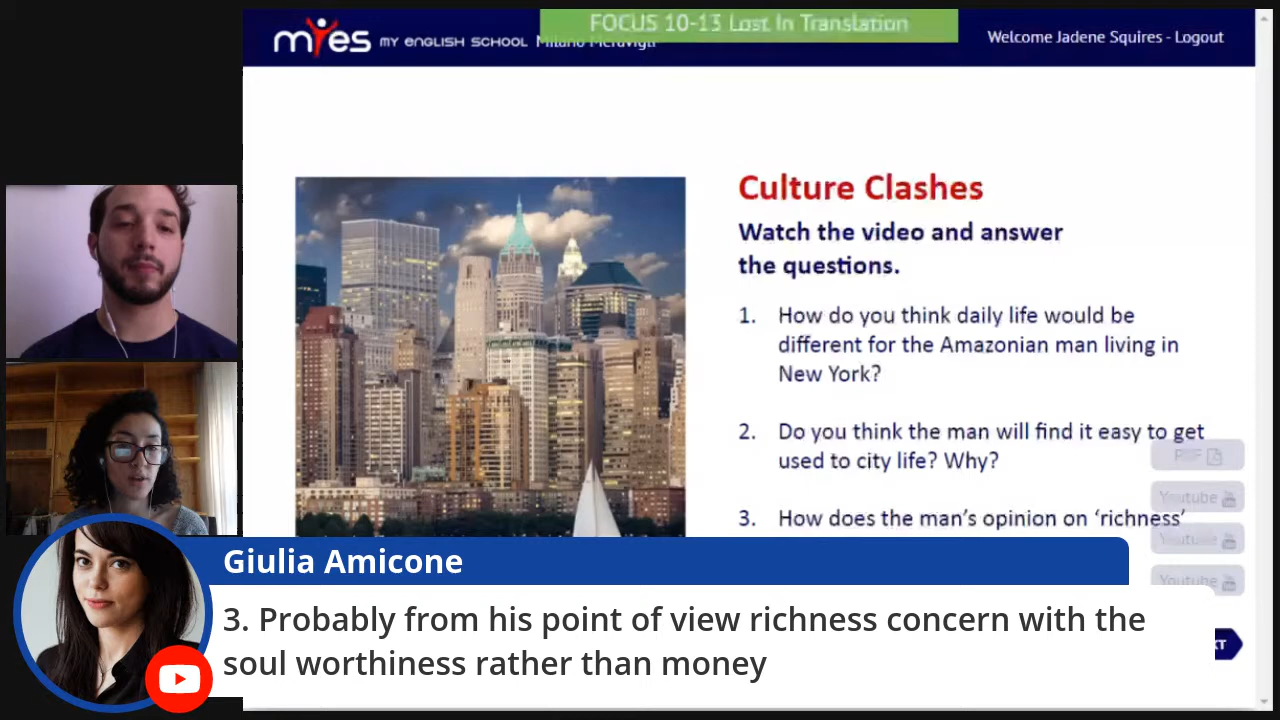 FOCUS 10-13 Lost In Translation
myes MY ENGLISH SCHOOL Milano Meravigli
Welcome Jadene Squires - Logout
Culture Clashes
Watch the video and answer
the questions.
1. How do you think daily life would be
different for the Amazonian man living in
New York?
2. Do you think the man will find it easy to get
used to city life? Why?
PDF
Youtube
3. How does the man's opinion on ‘richness’
Youtube
Youtube
Giulia Amicone
3. Probably from his point of view richness concern with the
soul worthiness rather than money